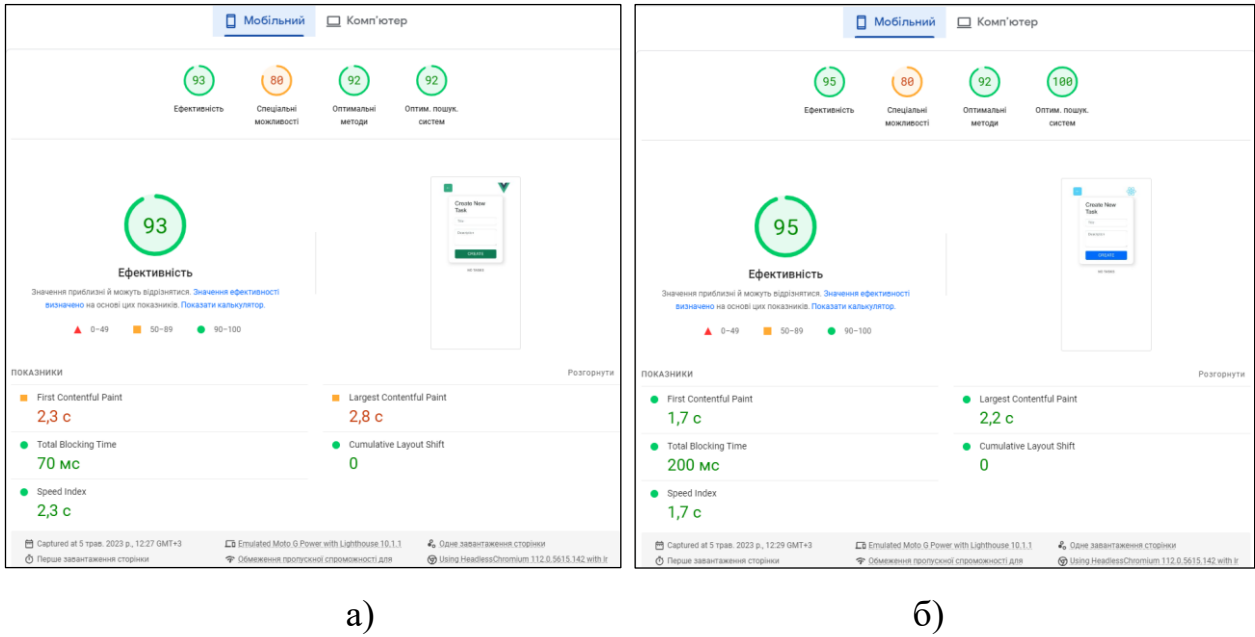 Мобільний Комп'ютер
93 80 92 92
Ефективність Спеціальні можливості Оптимальні методи Оптим. пошук. систем
93
Ефективність
Значення приблизні й можуть відрізнятися. Значення ефективності
визначено на основі цих показників. Показати калькулятор.
0–49 50–89 90–100
Create New
Task
CREATE
ПОКАЗНИКИ Розгорнути
First Contentful Paint Largest Contentful Paint
2,3 с 2,8 с
Total Blocking Time Cumulative Layout Shift
70 мс 0
Speed Index
2,3 с
Captured at 5 трав. 2023 р., 12:27 GMT+3 Emulated Moto G Power with Lighthouse 10.1.1 Одне завантаження сторінки
Перше завантаження сторінки Обмеження пропускної спроможності для Using HeadlessChromium 112.0.5615.142 with lr
а)
Мобільний Комп'ютер
95 80 92 100
Ефективність Спеціальні можливості Оптимальні методи Оптим. пошук. систем
95
Ефективність
Значення приблизні й можуть відрізнятися. Значення ефективності
визначено на основі цих показників. Показати калькулятор.
0–49 50–89 90–100
Create New
Task
CREATE
ПОКАЗНИКИ Розгорнути
First Contentful Paint Largest Contentful Paint
1,7 с 2,2 с
Total Blocking Time Cumulative Layout Shift
200 мс 0
Speed Index
1,7 с
Captured at 5 трав. 2023 р., 12:29 GMT+3 Emulated Moto G Power with Lighthouse 10.1.1 Одне завантаження сторінки
Перше завантаження сторінки Обмеження пропускної спроможності для Using HeadlessChromium 112.0.5615.142 with lr
б)